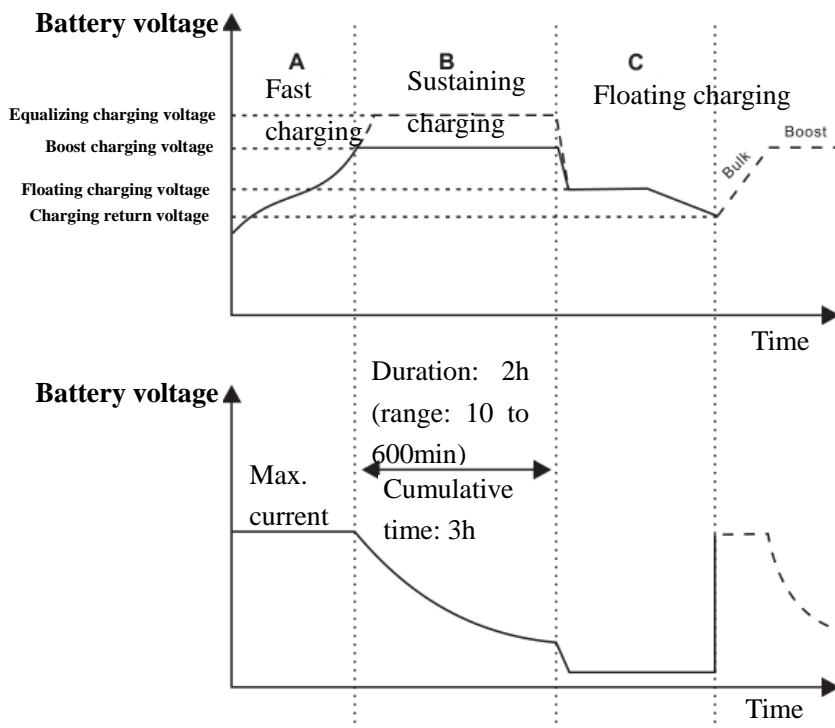 Battery voltage
A
B
C
Fast
charging
Sustaining
charging
Floating charging
Equalizing charging voltage
Boost charging voltage
Floating charging voltage
Charging return voltage
Bulk
Boost
Time
Battery voltage
Duration: 2h
(range: 10 to
600min)
Max.
current
Cumulative
time: 3h
Time